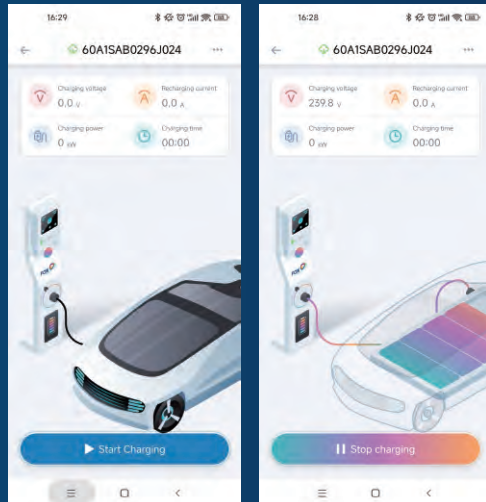 16:29
60A1SAB0296J024
Charging voltage
0.0 V
Recharging current
0.0 A
Charging power
0 kW
Charging time
00:00
FOX
Start Charging
16:28
60A1SAB0296J024
Charging voltage
239.8 V
Recharging current
0.0 A
Charging power
0 kW
Charging time
00:00
FOX
Stop charging